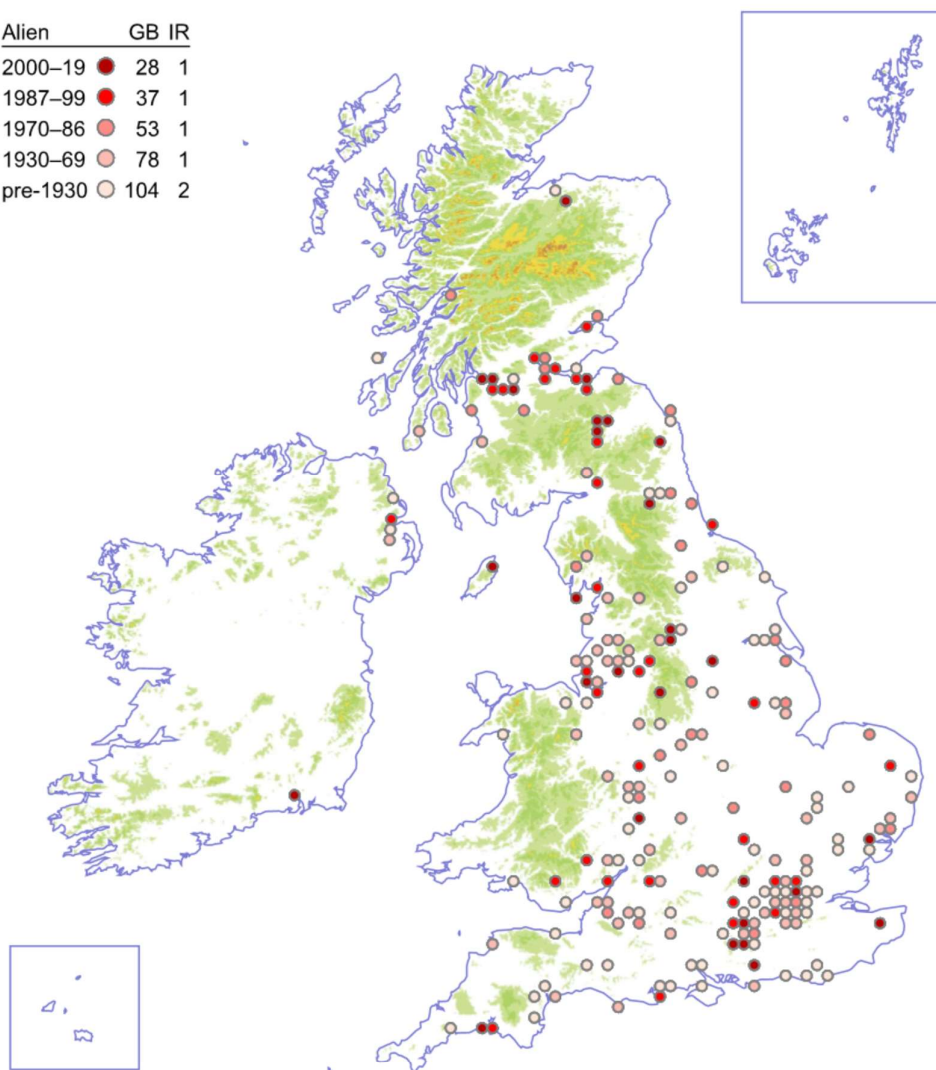 Alien GB IR
2000–19 28 1
1987–99 37 1
1970–86 53 1
1930–69 78 1
pre-1930 104 2